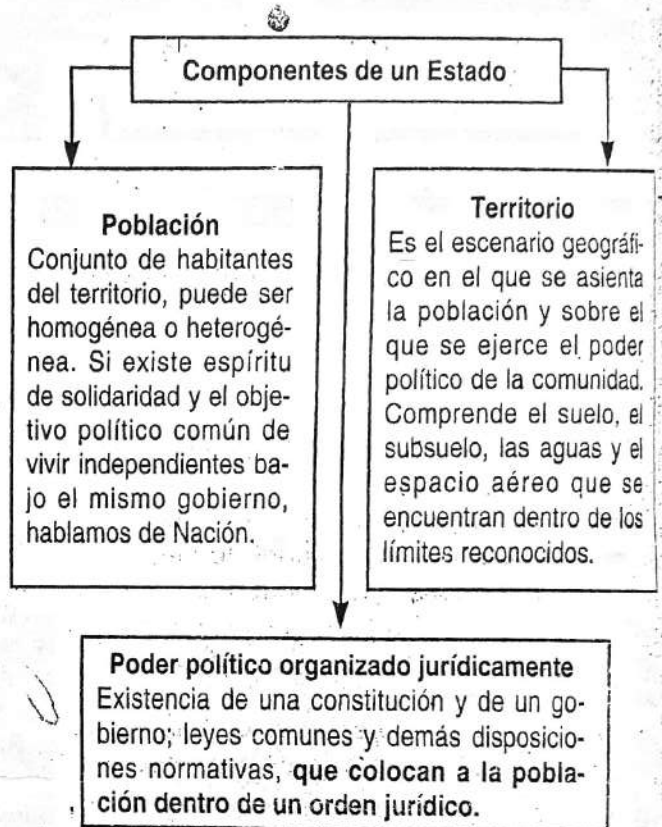 Componentes de un Estado
Población
Conjunto de habitantes
del territorio, puede ser
homogénea o heterogé-
nea. Si existe espíritu
de solidaridad y el obje-
tivo político común de
vivir independientes ba-
jo el mismo gobierno,
hablamos de Nación.
Territorio
Es el escenario geográfi-
co en el que se asienta
la población y sobre el
que se ejerce el poder
político de la comunidad.
Comprende el suelo, el
subsuelo, las aguas y el
espacio aéreo que se
encuentran dentro de los
límites reconocidos.
Poder político organizado jurídicamente
Existencia de una constitución y de un go-
bierno; leyes comunes y demás disposicio-
nes normativas, que colocan a la pobla-
ción dentro de un orden jurídico.